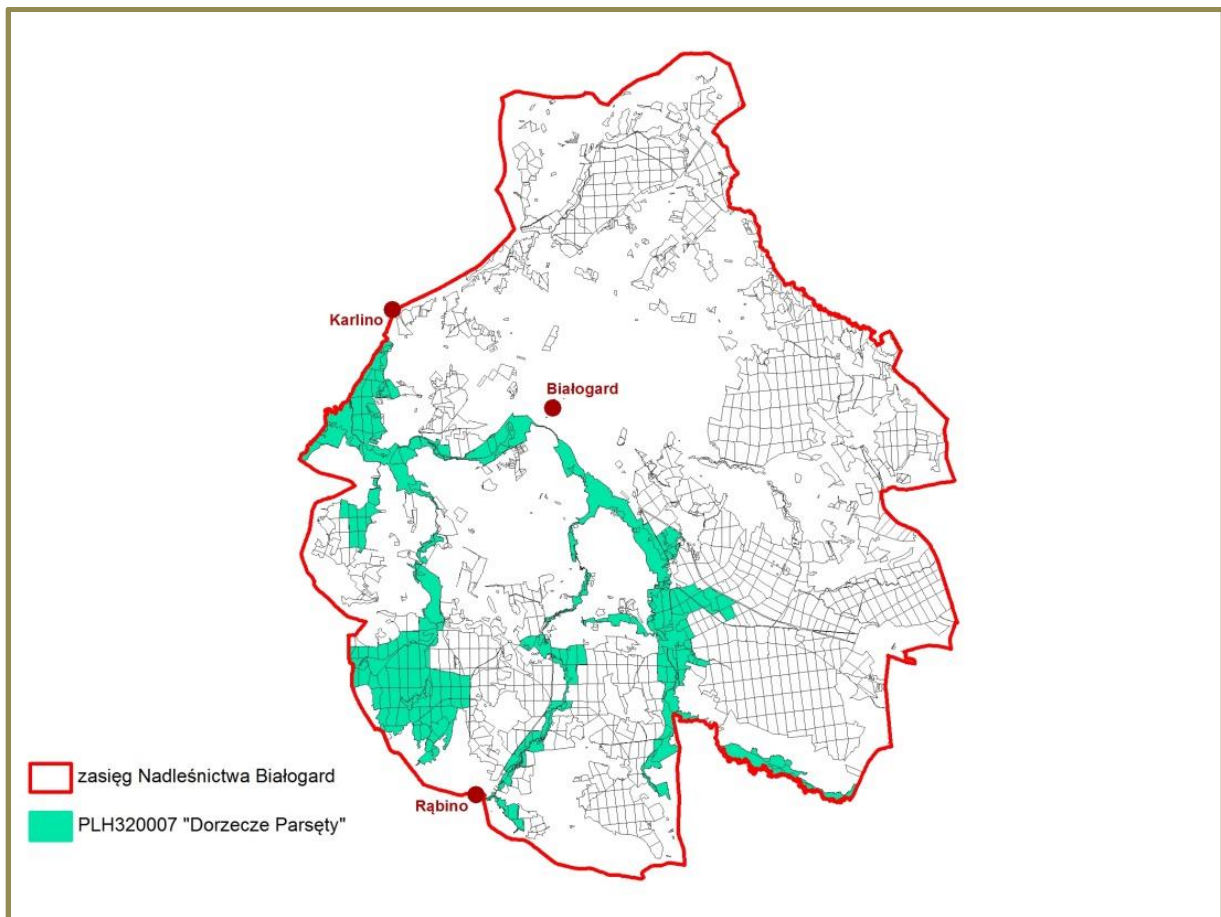 Karlino
Białogard
zasięg Nadleśnictwa Białogard
Rąbino
PLH320007 "Dorzecze Parsęty"